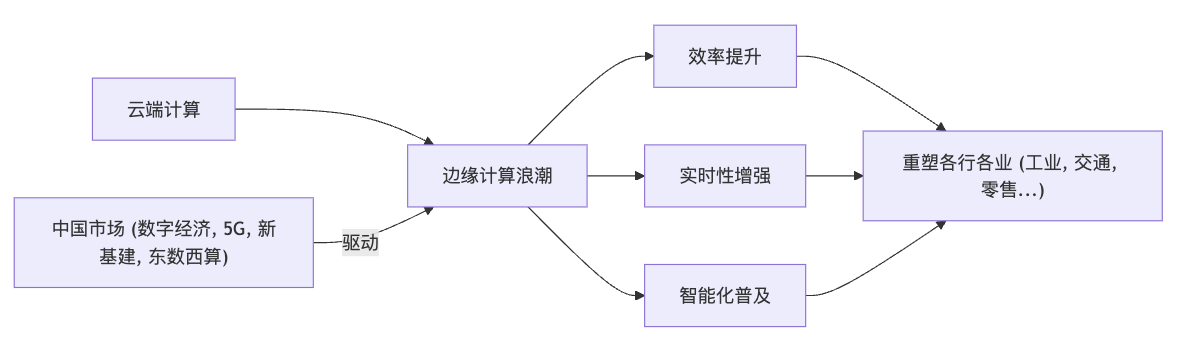 云端计算
中国市场 (数字经济, 5G, 新
基建, 东数西算)
驱动
边缘计算浪潮
效率提升
实时性增强
智能化普及
重塑各行各业 (工业, 交通,
零售...)